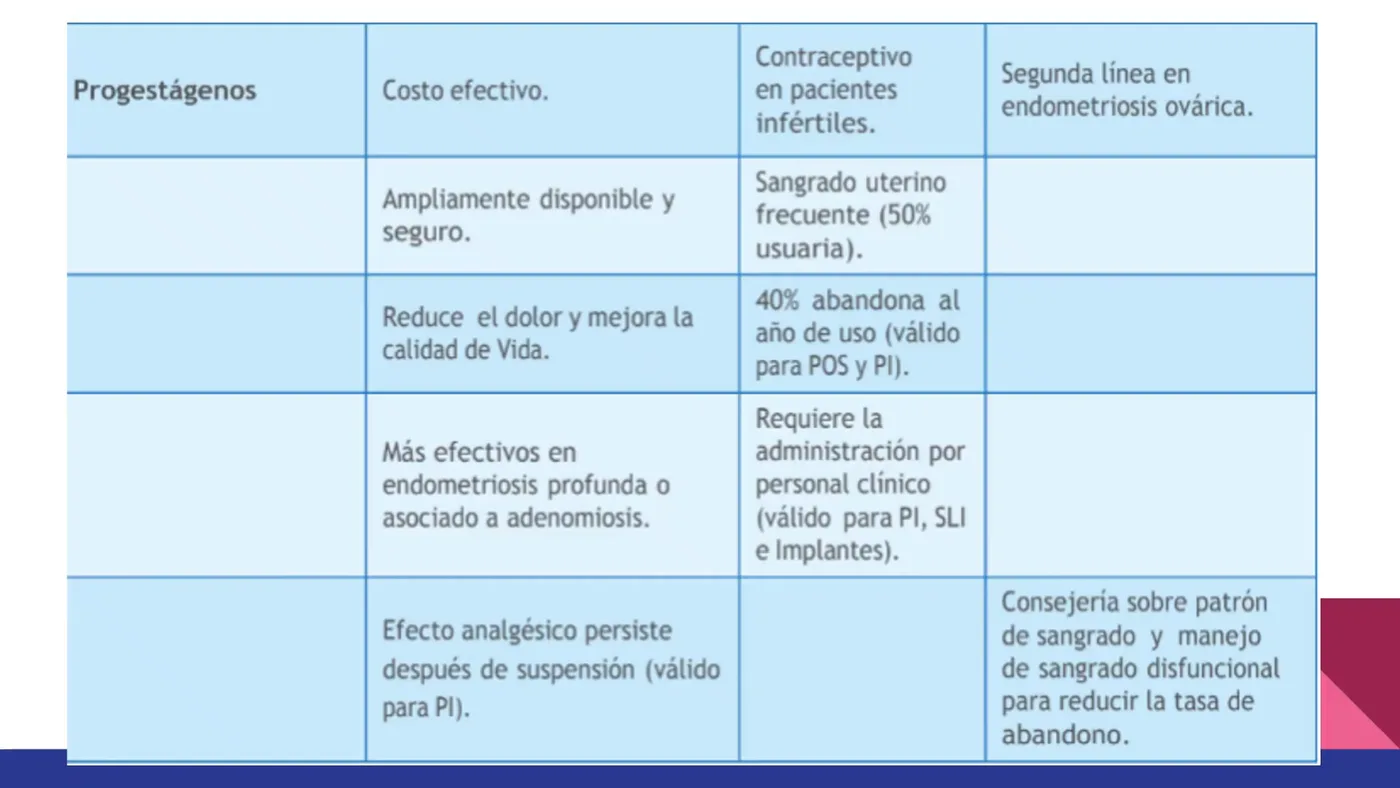 Progestágenos
Costo efectivo.
Contraceptivo
en pacientes
infértiles.
Segunda línea en
endometriosis ovárica.
Ampliamente disponible y
seguro.
Sangrado uterino
frecuente (50%
usuaria).
Reduce el dolor y mejora la
calidad de Vida.
40% abandona al
año de uso (válido
para POS y PI).
Más efectivos en
endometriosis profunda o
asociado a adenomiosis.
Requiere la
administración por
personal clínico
(válido para PI, SLI
e Implantes).
Efecto analgésico persiste
después de suspensión (válido
para PI).
Consejería sobre patrón
de sangrado y manejo
de sangrado disfuncional
para reducir la tasa de
abandono.